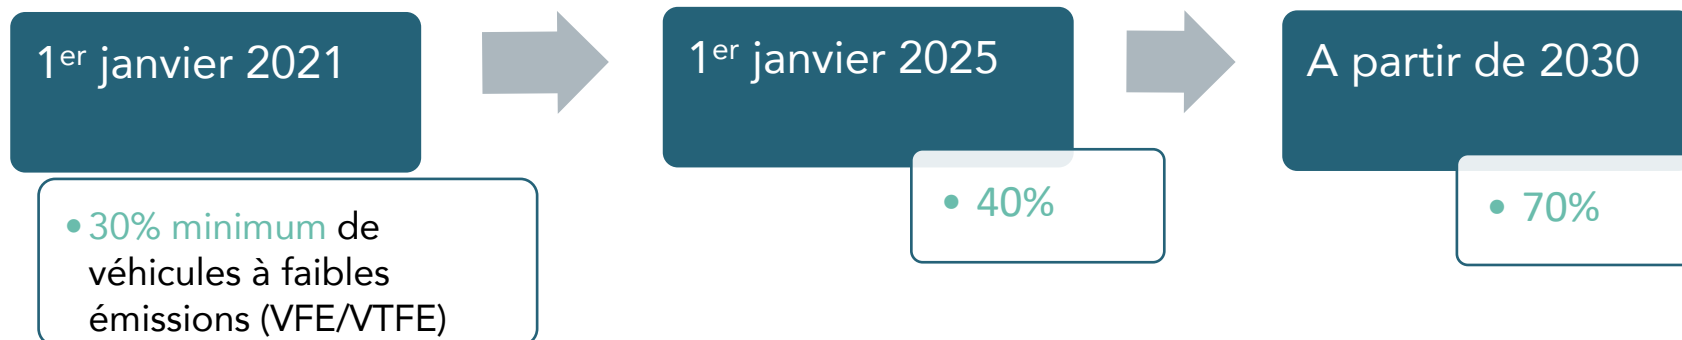 1er janvier 2021
• 30% minimum de
véhicules à faibles
émissions (VFE/VTFE)
1er janvier 2025
• 40%
A partir de 2030
• 70%